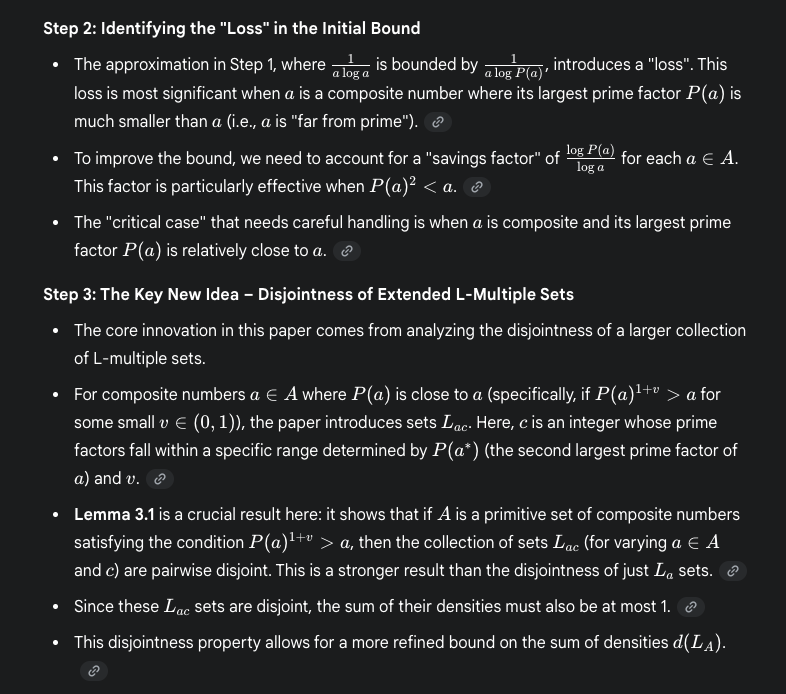 Step 2: Identifying the "Loss" in the Initial Bound
• The approximation in Step 1, where $\frac{1}{a \log a}$ is bounded by $\frac{1}{a \log P(a)}$, introduces a "loss". This
loss is most significant when $a$ is a composite number where its largest prime factor $P(a)$ is
much smaller than $a$ (i.e., $a$ is "far from prime").
• To improve the bound, we need to account for a "savings factor" of $\frac{\log P(a)}{\log a}$ for each $a \in A$.
This factor is particularly effective when $P(a)^2 < a$.
• The "critical case" that needs careful handling is when $a$ is composite and its largest prime
factor $P(a)$ is relatively close to $a$.
Step 3: The Key New Idea – Disjointness of Extended L-Multiple Sets
• The core innovation in this paper comes from analyzing the disjointness of a larger collection
of L-multiple sets.
• For composite numbers $a \in A$ where $P(a)$ is close to $a$ (specifically, if $P(a)^{1+v} > a$ for
some small $v \in (0, 1)$), the paper introduces sets $L_{ac}$. Here, $c$ is an integer whose prime
factors fall within a specific range determined by $P(a^*)$ (the second largest prime factor of
$a$) and $v$.
• Lemma 3.1 is a crucial result here: it shows that if $A$ is a primitive set of composite numbers
satisfying the condition $P(a)^{1+v} > a$, then the collection of sets $L_{ac}$ (for varying $a \in A$
and $c$) are pairwise disjoint. This is a stronger result than the disjointness of just $L_a$ sets.
• Since these $L_{ac}$ sets are disjoint, the sum of their densities must also be at most 1.
• This disjointness property allows for a more refined bound on the sum of densities $d(L_A)$.